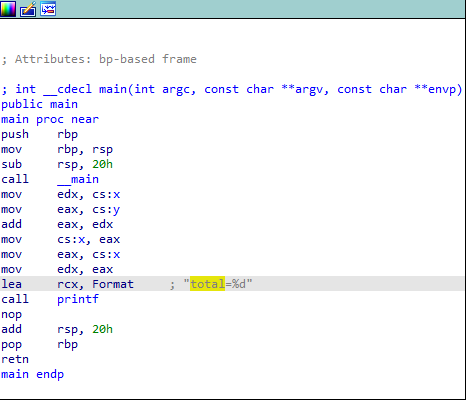 ; Attributes: bp-based frame
; int __cdecl main(int argc, const char **argv, const char **envp)
public main
main proc near
push rbp
mov rbp, rsp
sub rsp, 20h
call __main
mov edx, cs:x
mov eax, cs:y
add eax, edx
mov cs:x, eax
mov eax, cs:x
mov edx, eax
lea rcx, Format ; "total=%d"
call printf
nop
add rsp, 20h
pop rbp
retn
main endp